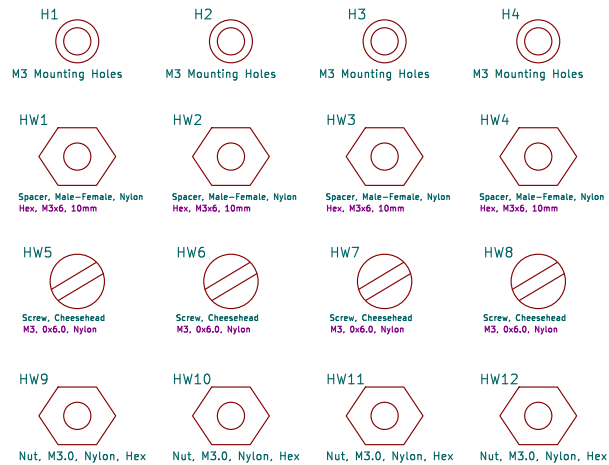 H1 H2 H3 H4
M3 Mounting Holes M3 Mounting Holes M3 Mounting Holes M3 Mounting Holes
HW1 HW2 HW3 HW4
Spacer, Male-Female, Nylon Spacer, Male-Female, Nylon Spacer, Male-Female, Nylon Spacer, Male-Female, Nylon
Hex, M3x6, 10mm Hex, M3x6, 10mm Hex, M3x6, 10mm Hex, M3x6, 10mm
HW5 HW6 HW7 HW8
Screw, Cheesehead Screw, Cheesehead Screw, Cheesehead Screw, Cheesehead
M3, 0x6.0, Nylon M3, 0x6.0, Nylon M3, 0x6.0, Nylon M3, 0x6.0, Nylon
HW9 HW10 HW11 HW12
Nut, M3.0, Nylon, Hex Nut, M3.0, Nylon, Hex Nut, M3.0, Nylon, Hex Nut, M3.0, Nylon, Hex